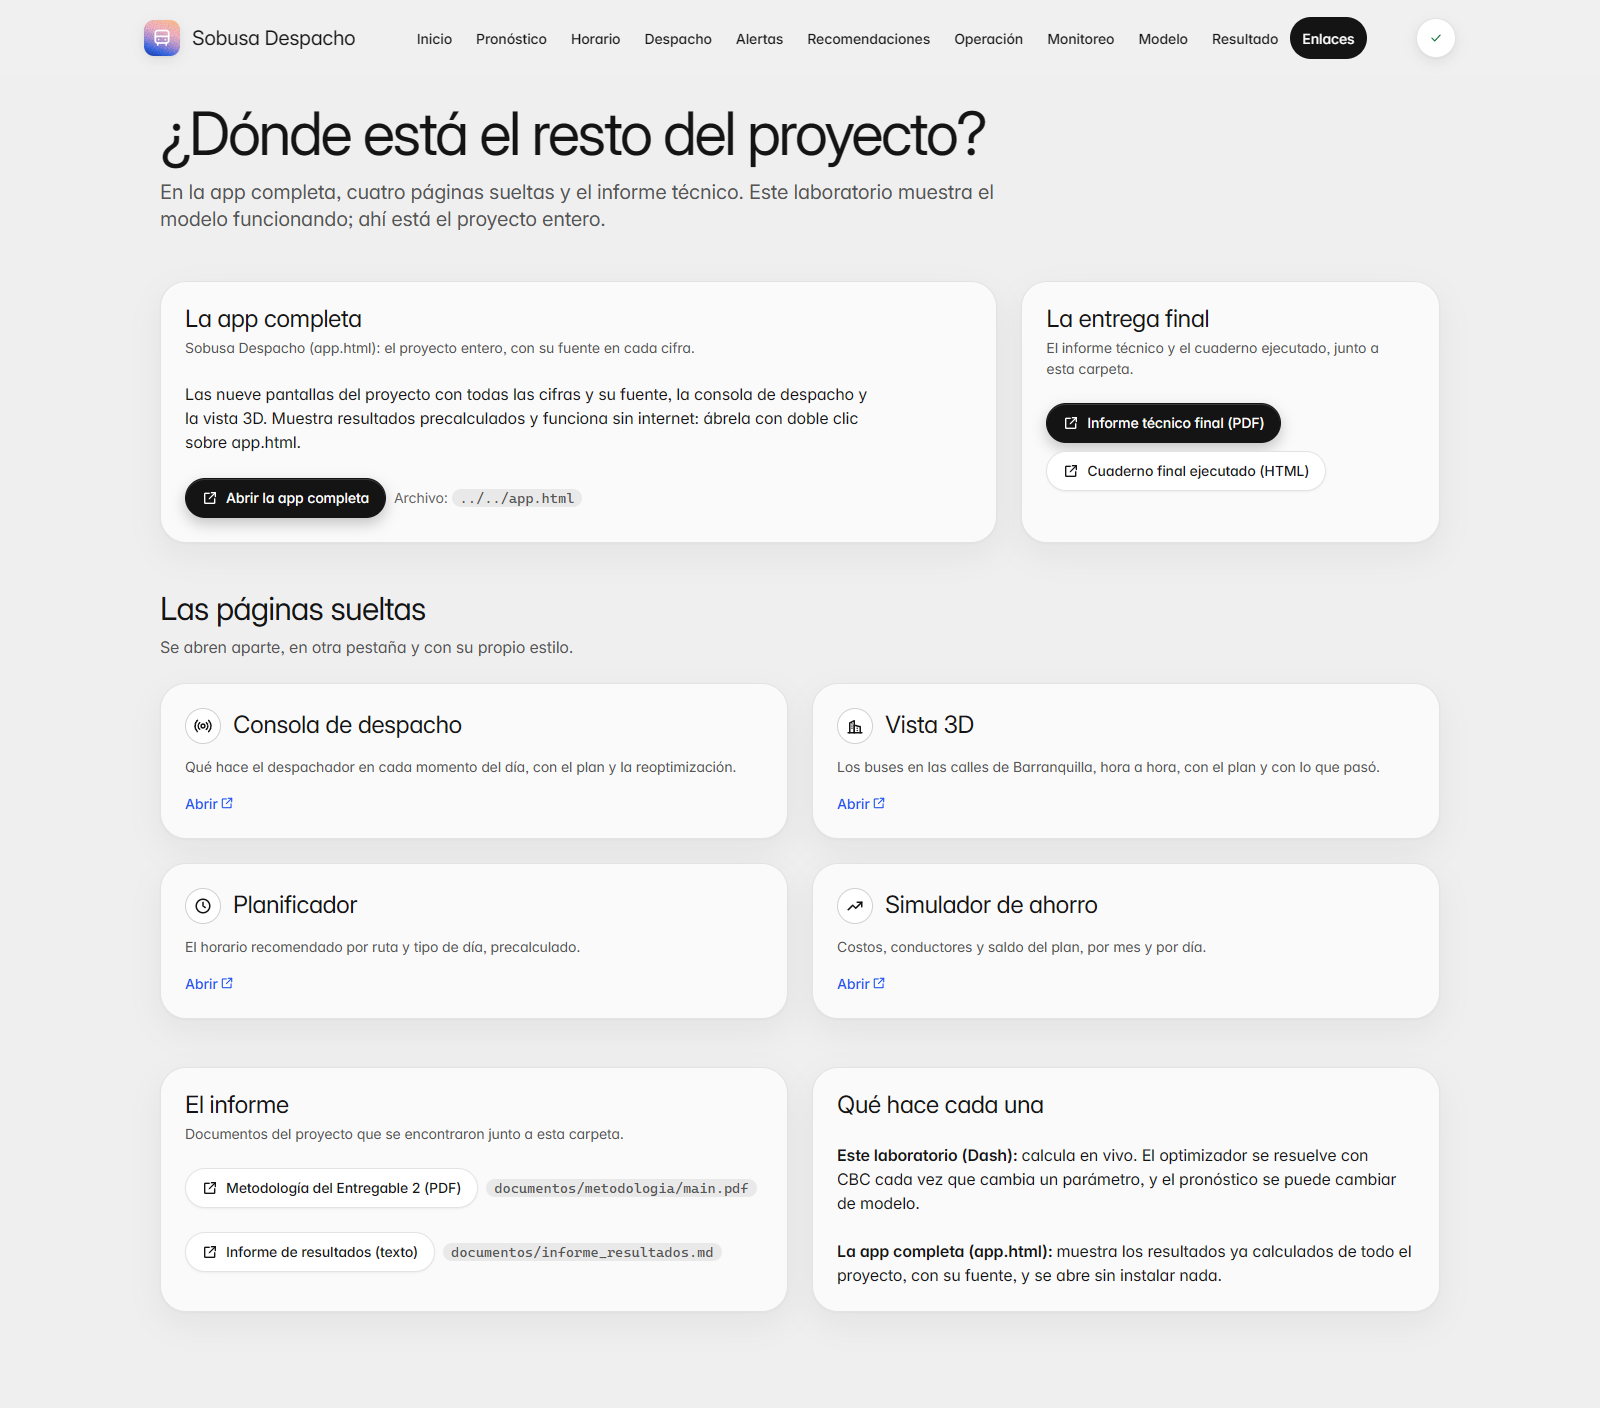 Sobusa Despacho
Inicio Pronóstico Horario Despacho Alertas Recomendaciones Operación Monitoreo Modelo Resultado Enlaces
¿Dónde está el resto del proyecto?
En la app completa, cuatro páginas sueltas y el informe técnico. Este laboratorio muestra el
modelo funcionando; ahí está el proyecto entero.
La app completa
Sobusa Despacho (app.html): el proyecto entero, con su fuente en cada cifra.
Las nueve pantallas del proyecto con todas las cifras y su fuente, la consola de despacho y
la vista 3D. Muestra resultados precalculados y funciona sin internet: ábrela con doble clic
sobre app.html.
Abrir la app completa Archivo: ../../app.html
La entrega final
El informe técnico y el cuaderno ejecutado, junto a
esta carpeta.
Informe técnico final (PDF)
Cuaderno final ejecutado (HTML)
Las páginas sueltas
Se abren aparte, en otra pestaña y con su propio estilo.
Consola de despacho
Qué hace el despachador en cada momento del día, con el plan y la reoptimización.
Abrir
Vista 3D
Los buses en las calles de Barranquilla, hora a hora, con el plan y con lo que pasó.
Abrir
Planificador
El horario recomendado por ruta y tipo de día, precalculado.
Abrir
Simulador de ahorro
Costos, conductores y saldo del plan, por mes y por día.
Abrir
El informe
Documentos del proyecto que se encontraron junto a esta carpeta.
Metodología del Entregable 2 (PDF) documentos/metodologia/main.pdf
Informe de resultados (texto) documentos/informe_resultados.md
Qué hace cada una
Este laboratorio (Dash): calcula en vivo. El optimizador se resuelve con
CBC cada vez que cambia un parámetro, y el pronóstico se puede cambiar
de modelo.
La app completa (app.html): muestra los resultados ya calculados de todo el
proyecto, con su fuente, y se abre sin instalar nada.